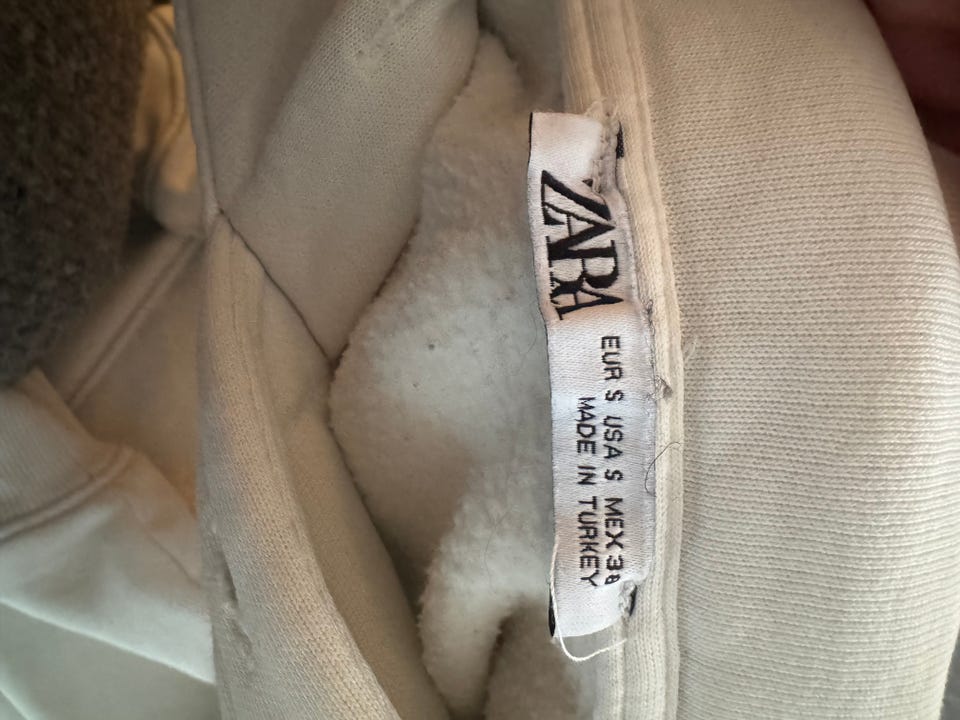 ZARA
EUR S USA S MEX 38
MADE IN TURKEY